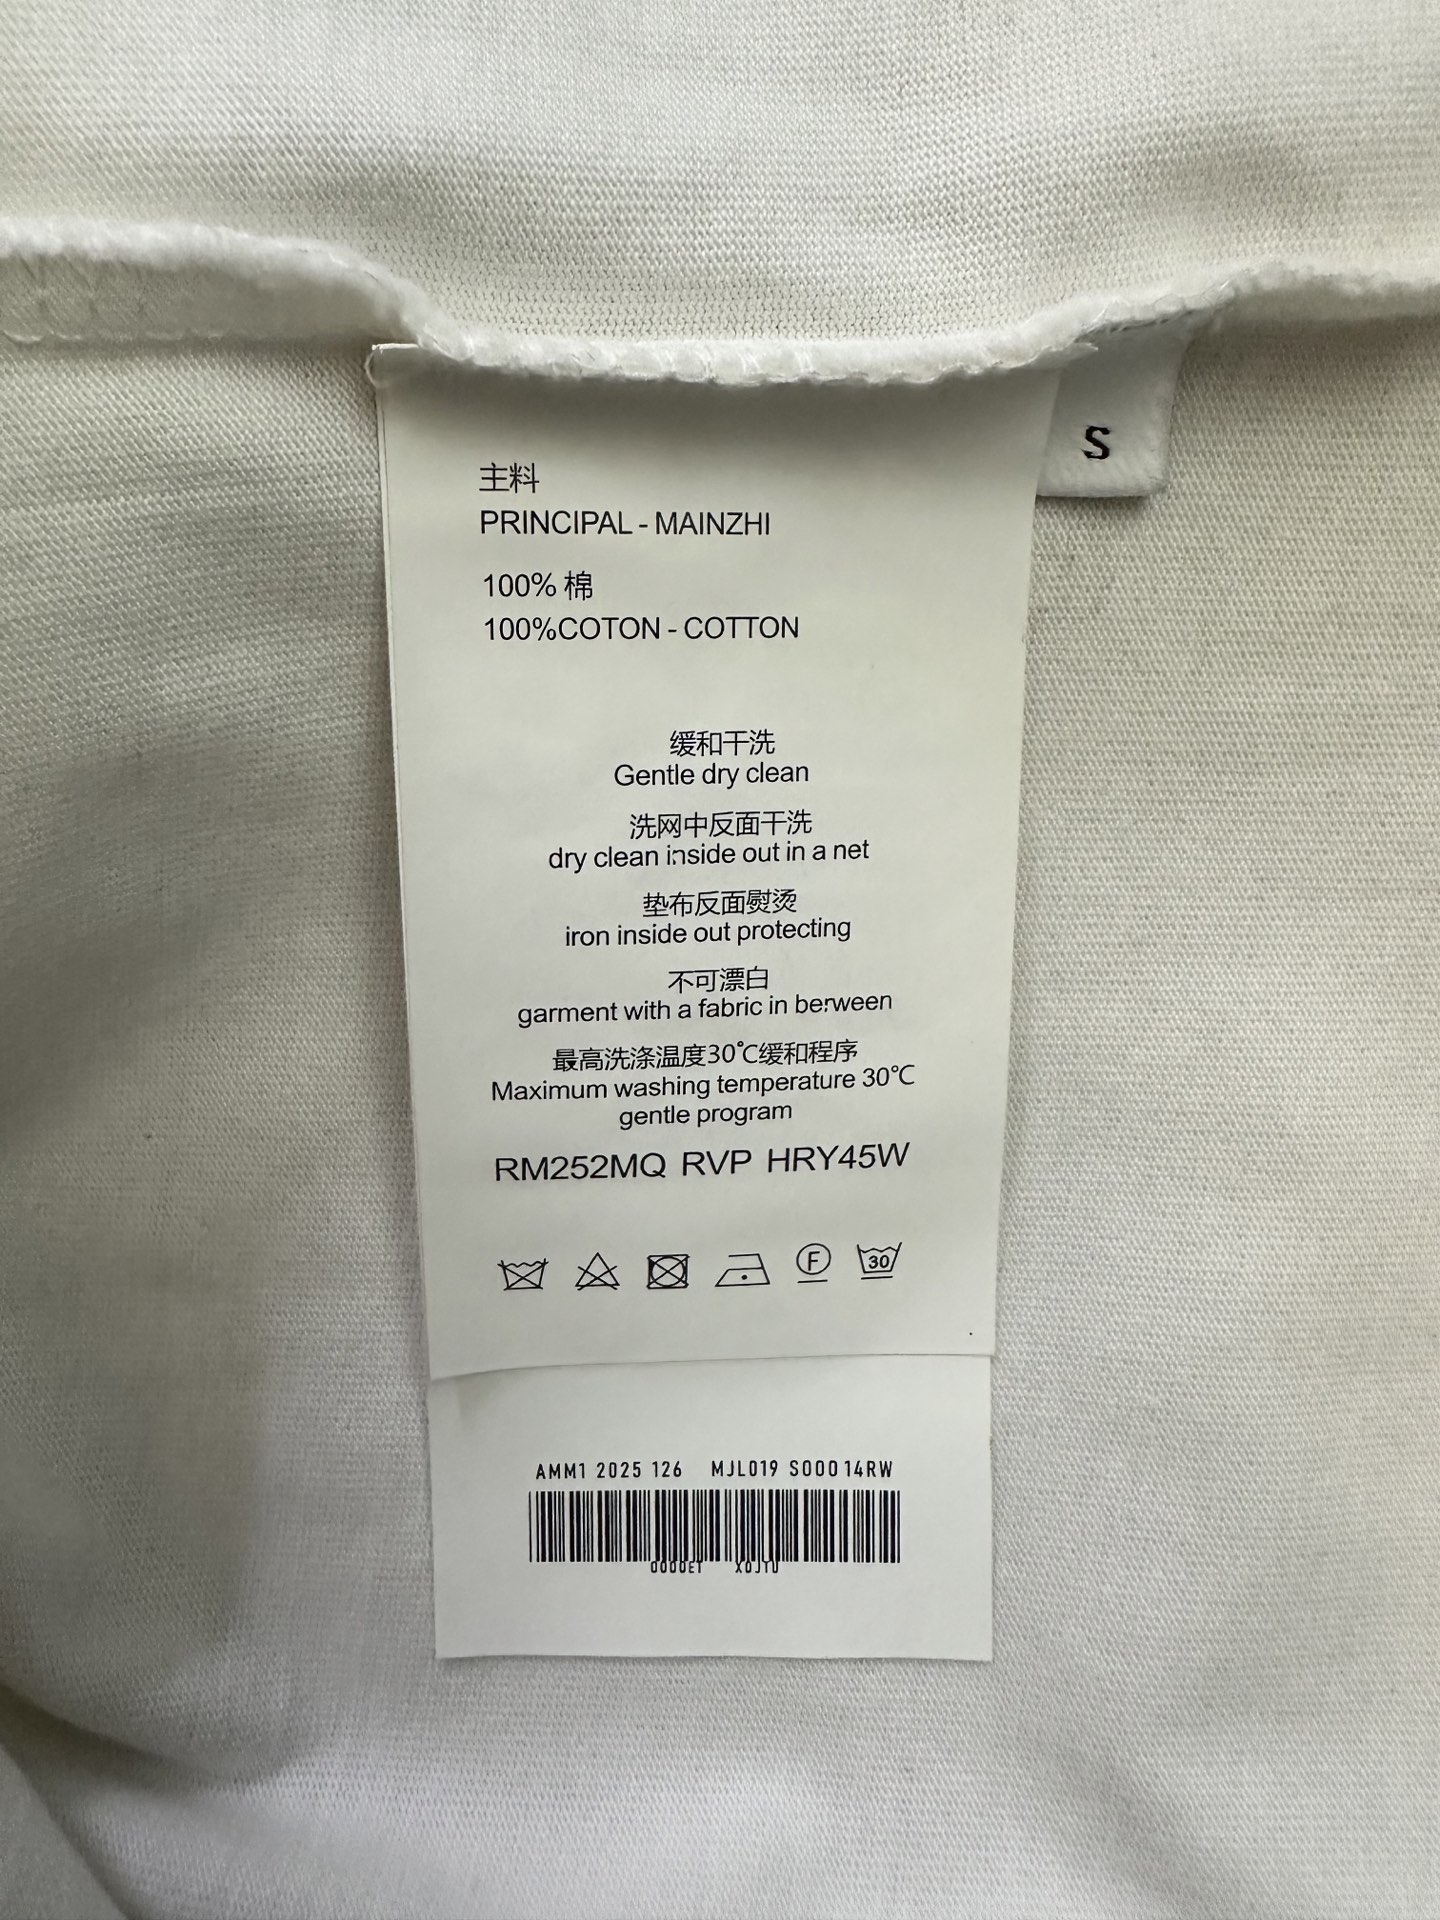 S
主料
PRINCIPAL - MAINZHI
100% 棉
100%COTON - COTTON
缓和干洗
Gentle dry clean
洗网中反面干洗
dry clean inside out in a net
垫布反面熨烫
iron inside out protecting
不可漂白
garment with a fabric in berween
最高洗涤温度30℃缓和程序
Maximum washing temperature 30℃
gentle program
RM252MQ RVP HRY45W
F 30
AMM1 2025 126 MJL019 S00014RW